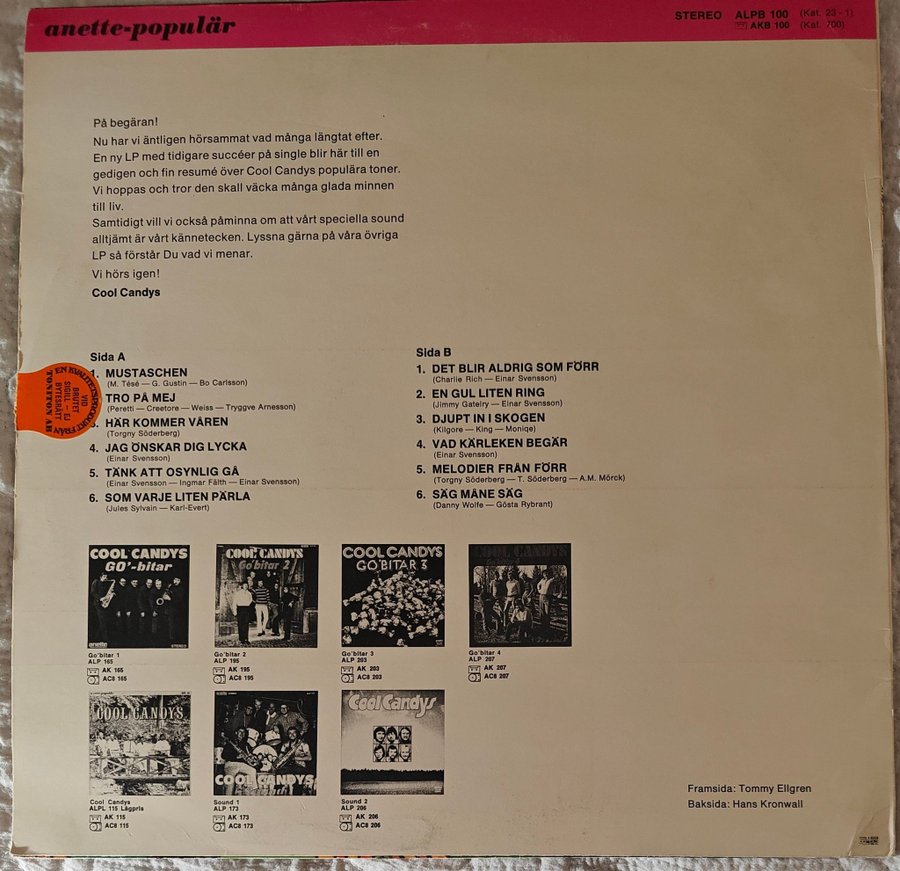 anette-populär
STEREO ALPB 100 (Kat. 23 - 1)
AKB 100 (Kat. 700)
På begäran!
Nu har vi äntligen hörsammat vad många längtat efter.
En ny LP med tidigare succéer på single blir här till en
gedigen och fin resumé över Cool Candys populära toner.
Vi hoppas och tror den skall väcka många glada minnen
till liv.
Samtidigt vill vi också påminna om att vårt speciella sound
alltjämt är vårt kännetecken. Lyssna gärna på våra övriga
LP så förstår Du vad vi menar.
Vi hörs igen!
Cool Candys
Sida A
1. MUSTASCHEN
(M. Tésé — G. Gustin — Bo Carlsson)
TRO PÅ MEJ
(Peretti — Creetore — Weiss — Tryggve Arnesson)
3. HÄR KOMMER VÅREN
(Torgny Söderberg)
4. JAG ÖNSKAR DIG LYCKA
(Einar Svensson)
5. TÄNK ATT OSYNLIG GÅ
(Einar Svensson — Ingmar Fälth — Einar Svensson)
6. SOM VARJE LITEN PÄRLA
(Jules Sylvain — Karl-Evert)
EN KVALITETSPRODUKT FRÅN
TONITON AB
VID
BRUTET
SIGILL — EJ
BYTESRÄTT
Sida B
1. DET BLIR ALDRIG SOM FÖRR
(Charlie Rich — Einar Svensson)
2. EN GUL LITEN RING
(Jimmy Gatelry — Einar Svensson)
3. DJUPT IN I SKOGEN
(Kilgore — King — Moniqe)
4. VAD KÄRLEKEN BEGÄR
(Einar Svensson)
5. MELODIER FRÅN FÖRR
(Torgny Söderberg — T. Söderberg — A.M. Mörck)
6. SÄG MÅNE SÄG
(Danny Wolfe — Gösta Rybrant)
COOL CANDYS
GO'-bitar
anette
STEREO
Go'bitar 1
ALP 165
AK 165
AC8 165
COOL CANDYS
Go'bitar 2
Go'bitar 2
ALP 195
AK 195
AC8 195
COOL CANDYS
GO'BITAR 3
Go'bitar 3
ALP 203
AK 203
AC8 203
COOL CANDYS
Go'bitar 4
ALP 207
AK 207
AC8 207
COOL CANDYS
Cool Candys
ALPL 115 Lågpris
AK 115
AC8 115
COOL CANDYS
Sound 1
ALP 173
AK 173
AC8 173
Cool Candys
Sound 2
ALP 206
AK 206
AC8 206
Framsida: Tommy Ellgren
Baksida: Hans Kronwall